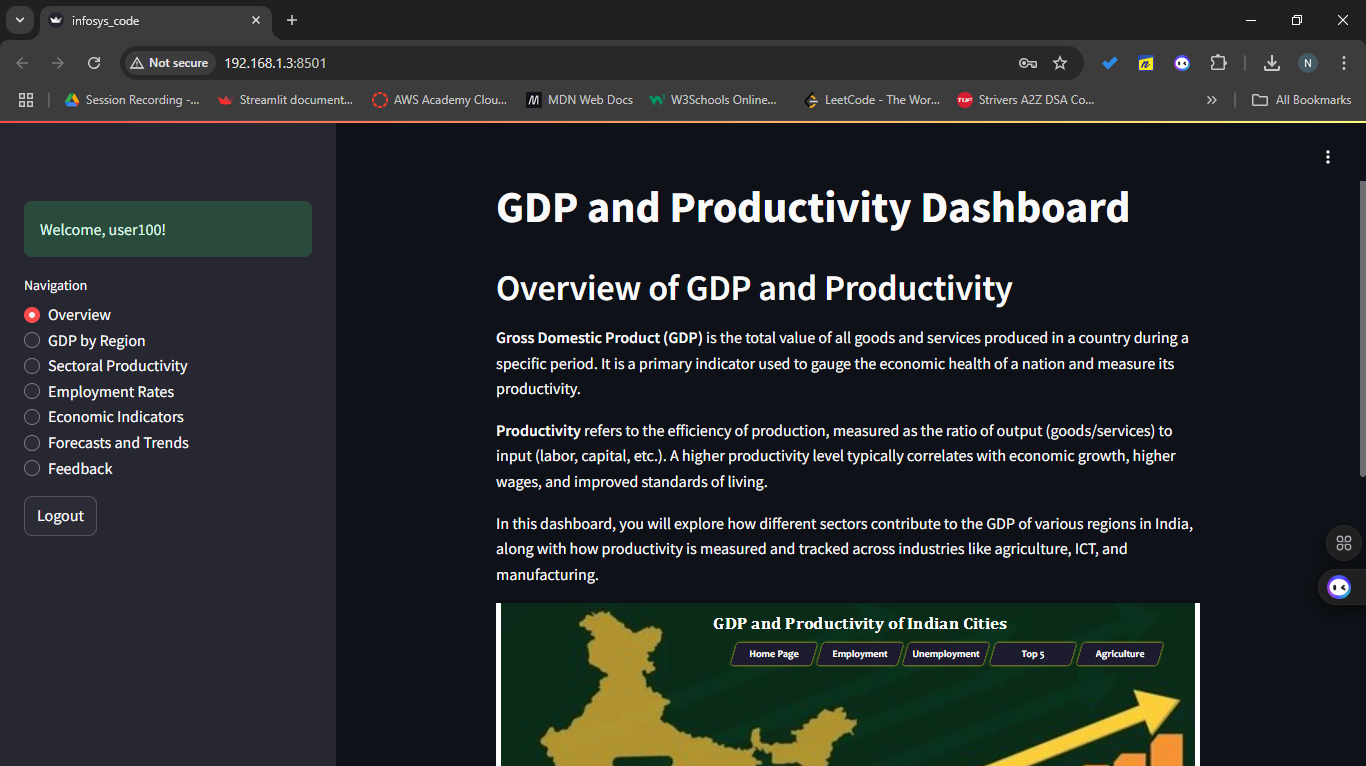 infosys_code
Not secure
192.168.1.3:8501
N
Session Recording -...
Streamlit document...
AWS Academy Clou...
MDN Web Docs
W3Schools Online...
LeetCode - The Wor...
TUF
Strivers A2Z DSA Co...
All Bookmarks
Welcome, user100!
Navigation
Overview
GDP by Region
Sectoral Productivity
Employment Rates
Economic Indicators
Forecasts and Trends
Feedback
Logout
GDP and Productivity Dashboard
Overview of GDP and Productivity
Gross Domestic Product (GDP) is the total value of all goods and services produced in a country during a
specific period. It is a primary indicator used to gauge the economic health of a nation and measure its
productivity.
Productivity refers to the efficiency of production, measured as the ratio of output (goods/services) to
input (labor, capital, etc.). A higher productivity level typically correlates with economic growth, higher
wages, and improved standards of living.
In this dashboard, you will explore how different sectors contribute to the GDP of various regions in India,
along with how productivity is measured and tracked across industries like agriculture, ICT, and
manufacturing.
GDP and Productivity of Indian Cities
Home Page
Employment
Unemployment
Top 5
Agriculture